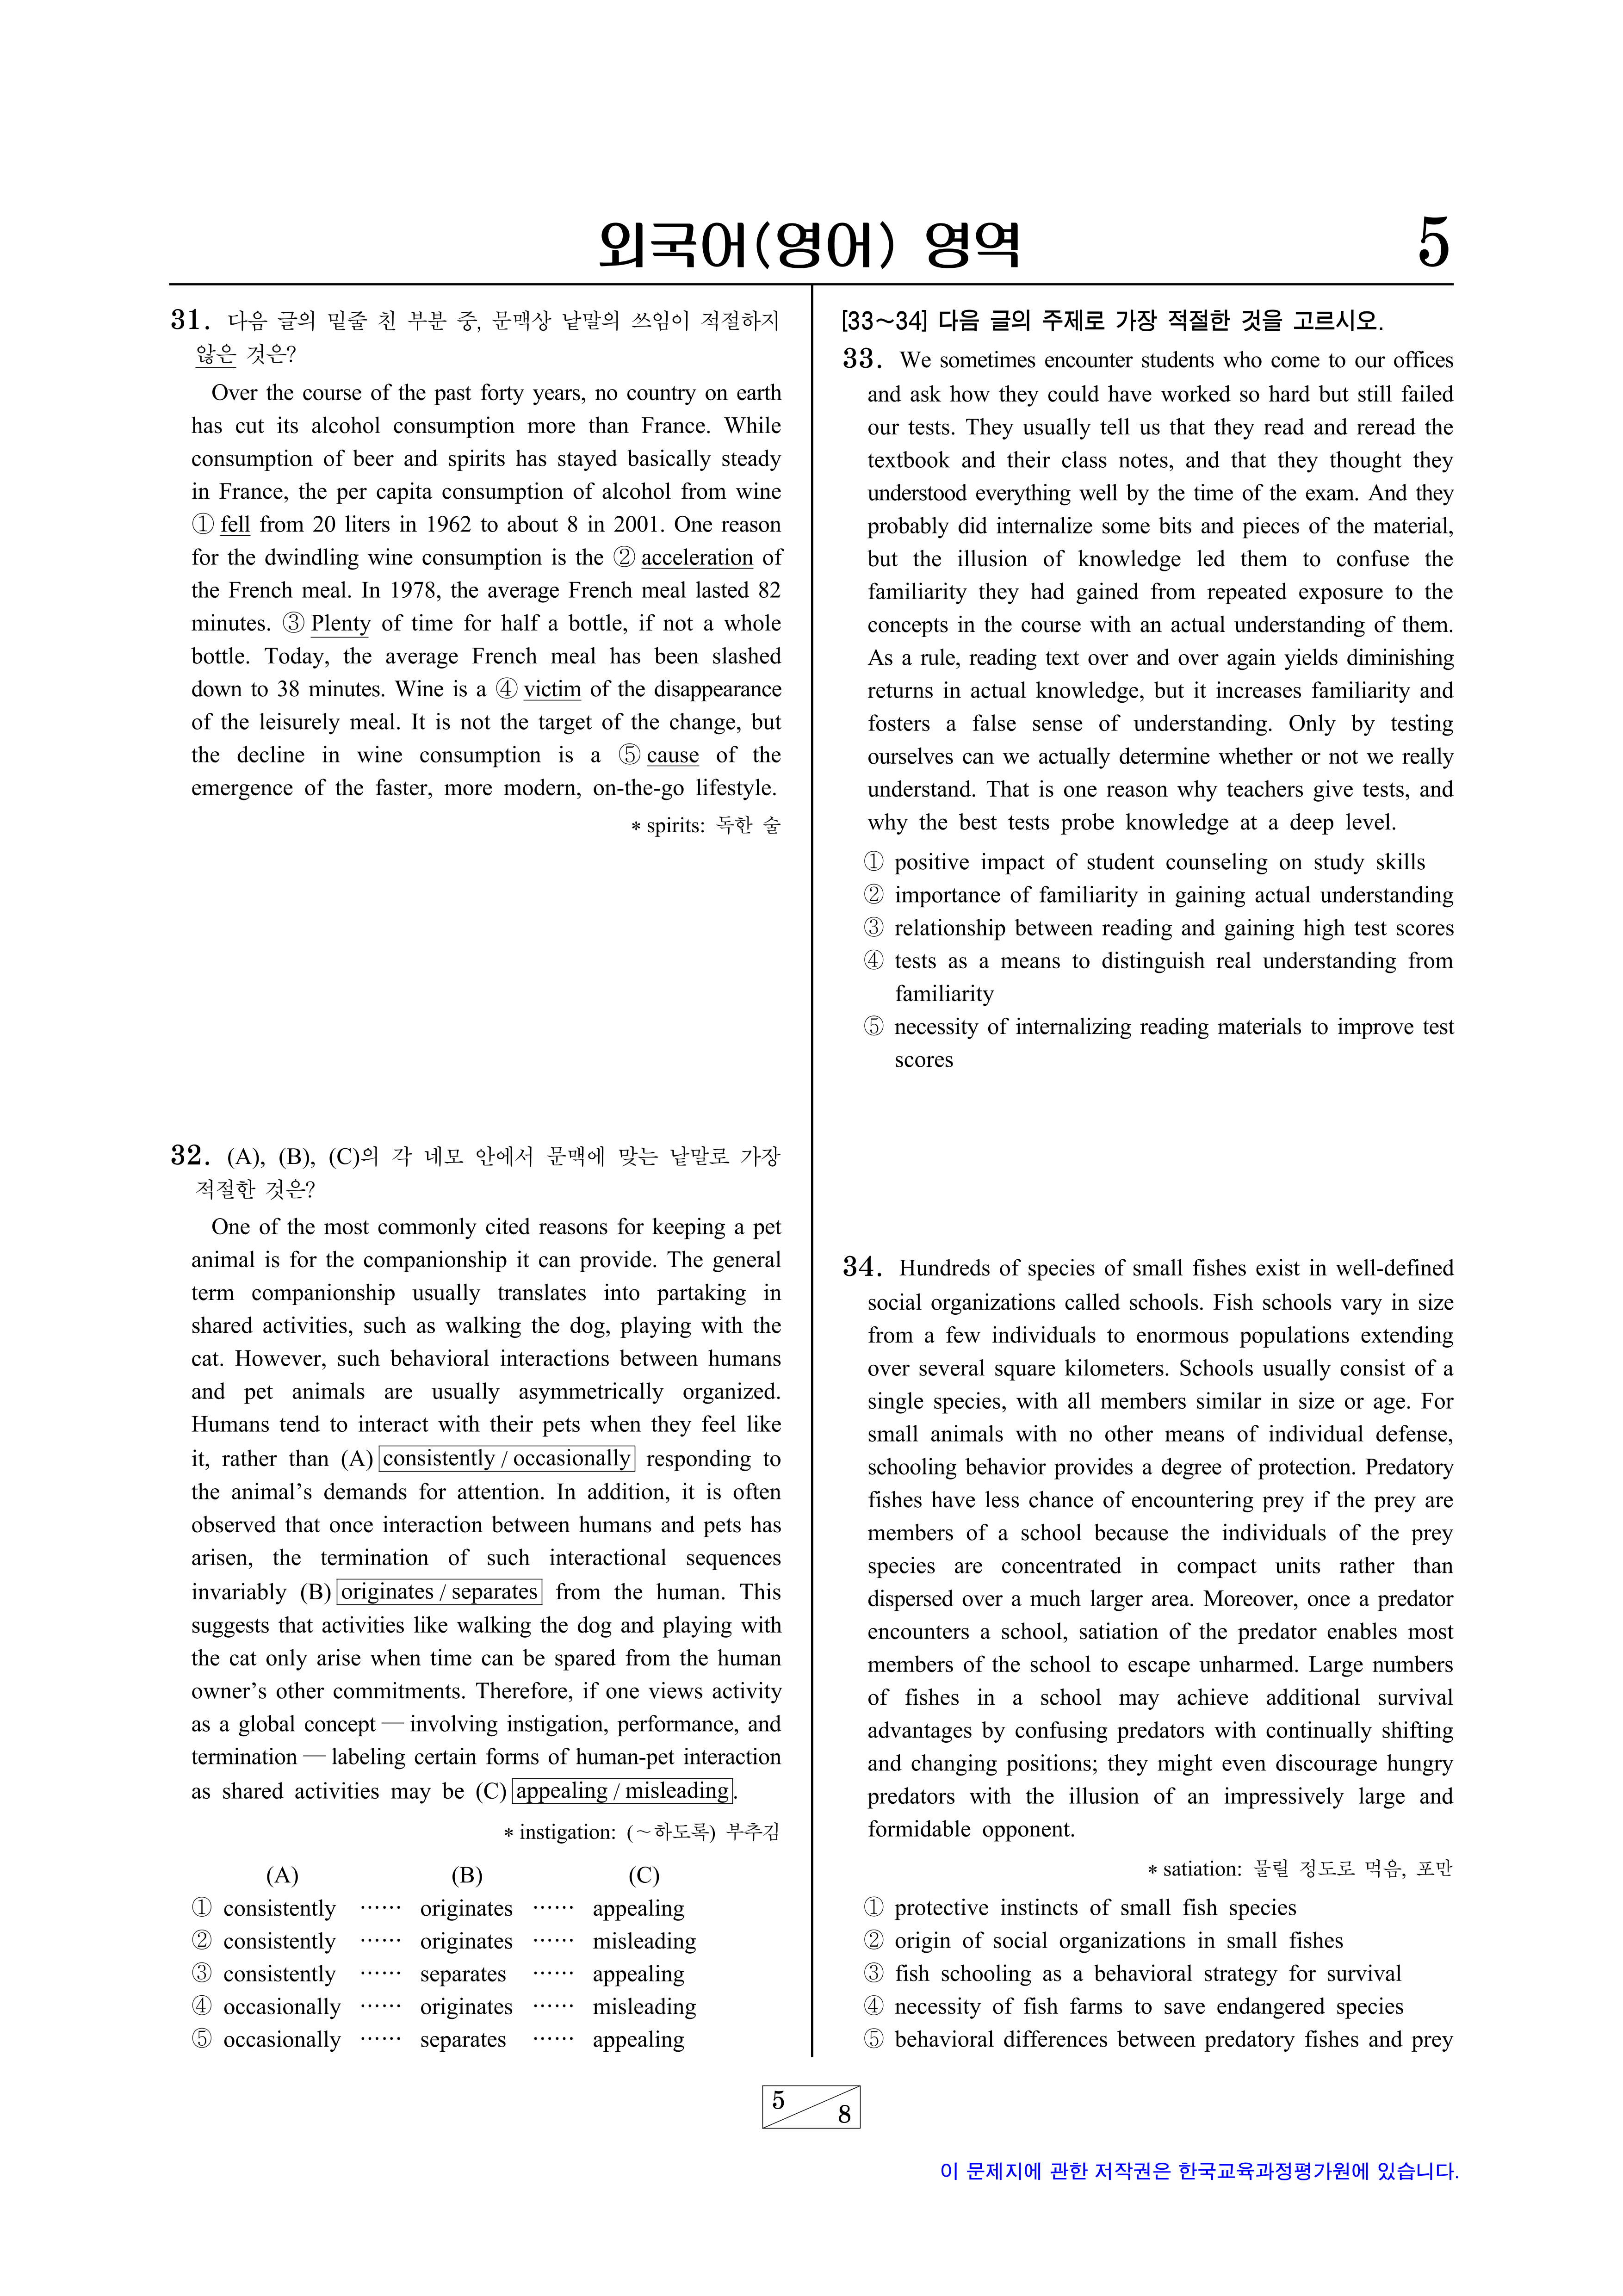 외국어(영어) 영역
5
31. 다음 글의 밑줄 친 부분 중, 문맥상 낱말의 쓰임이 적절하지
않은 것은?
Over the course of the past forty years, no country on earth
has cut its alcohol consumption more than France. While
consumption of beer and spirits has stayed basically steady
in France, the per capita consumption of alcohol from wine
① fell from 20 liters in 1962 to about 8 in 2001. One reason
for the dwindling wine consumption is the ② acceleration of
the French meal. In 1978, the average French meal lasted 82
minutes. ③ Plenty of time for half a bottle, if not a whole
bottle. Today, the average French meal has been slashed
down to 38 minutes. Wine is a ④ victim of the disappearance
of the leisurely meal. It is not the target of the change, but
the decline in wine consumption is a ⑤ cause of the
emergence of the faster, more modern, on-the-go lifestyle.
* spirits: 독한 술
32. (A), (B), (C)의 각 네모 안에서 문맥에 맞는 낱말로 가장
적절한 것은?
One of the most commonly cited reasons for keeping a pet
animal is for the companionship it can provide. The general
term companionship usually translates into partaking in
shared activities, such as walking the dog, playing with the
cat. However, such behavioral interactions between humans
and pet animals are usually asymmetrically organized.
Humans tend to interact with their pets when they feel like
it, rather than (A) consistently / occasionally responding to
the animal's demands for attention. In addition, it is often
observed that once interaction between humans and pets has
arisen, the termination of such interactional sequences
invariably (B) originates / separates from the human. This
suggests that activities like walking the dog and playing with
the cat only arise when time can be spared from the human
owner's other commitments. Therefore, if one views activity
as a global concept — involving instigation, performance, and
termination — labeling certain forms of human-pet interaction
as shared activities may be (C) appealing / misleading.
* instigation: (~하도록) 부추김
(A) (B) (C)
① consistently ⋯⋯ originates ⋯⋯ appealing
② consistently ⋯⋯ originates ⋯⋯ misleading
③ consistently ⋯⋯ separates ⋯⋯ appealing
④ occasionally ⋯⋯ originates ⋯⋯ misleading
⑤ occasionally ⋯⋯ separates ⋯⋯ appealing
[33~34] 다음 글의 주제로 가장 적절한 것을 고르시오.
33. We sometimes encounter students who come to our offices
and ask how they could have worked so hard but still failed
our tests. They usually tell us that they read and reread the
textbook and their class notes, and that they thought they
understood everything well by the time of the exam. And they
probably did internalize some bits and pieces of the material,
but the illusion of knowledge led them to confuse the
familiarity they had gained from repeated exposure to the
concepts in the course with an actual understanding of them.
As a rule, reading text over and over again yields diminishing
returns in actual knowledge, but it increases familiarity and
fosters a false sense of understanding. Only by testing
ourselves can we actually determine whether or not we really
understand. That is one reason why teachers give tests, and
why the best tests probe knowledge at a deep level.
① positive impact of student counseling on study skills
② importance of familiarity in gaining actual understanding
③ relationship between reading and gaining high test scores
④ tests as a means to distinguish real understanding from
familiarity
⑤ necessity of internalizing reading materials to improve test
scores
34. Hundreds of species of small fishes exist in well-defined
social organizations called schools. Fish schools vary in size
from a few individuals to enormous populations extending
over several square kilometers. Schools usually consist of a
single species, with all members similar in size or age. For
small animals with no other means of individual defense,
schooling behavior provides a degree of protection. Predatory
fishes have less chance of encountering prey if the prey are
members of a school because the individuals of the prey
species are concentrated in compact units rather than
dispersed over a much larger area. Moreover, once a predator
encounters a school, satiation of the predator enables most
members of the school to escape unharmed. Large numbers
of fishes in a school may achieve additional survival
advantages by confusing predators with continually shifting
and changing positions; they might even discourage hungry
predators with the illusion of an impressively large and
formidable opponent.
* satiation: 물릴 정도로 먹음, 포만
① protective instincts of small fish species
② origin of social organizations in small fishes
③ fish schooling as a behavioral strategy for survival
④ necessity of fish farms to save endangered species
⑤ behavioral differences between predatory fishes and prey
5
8
이 문제지에 관한 저작권은 한국교육과정평가원에 있습니다.